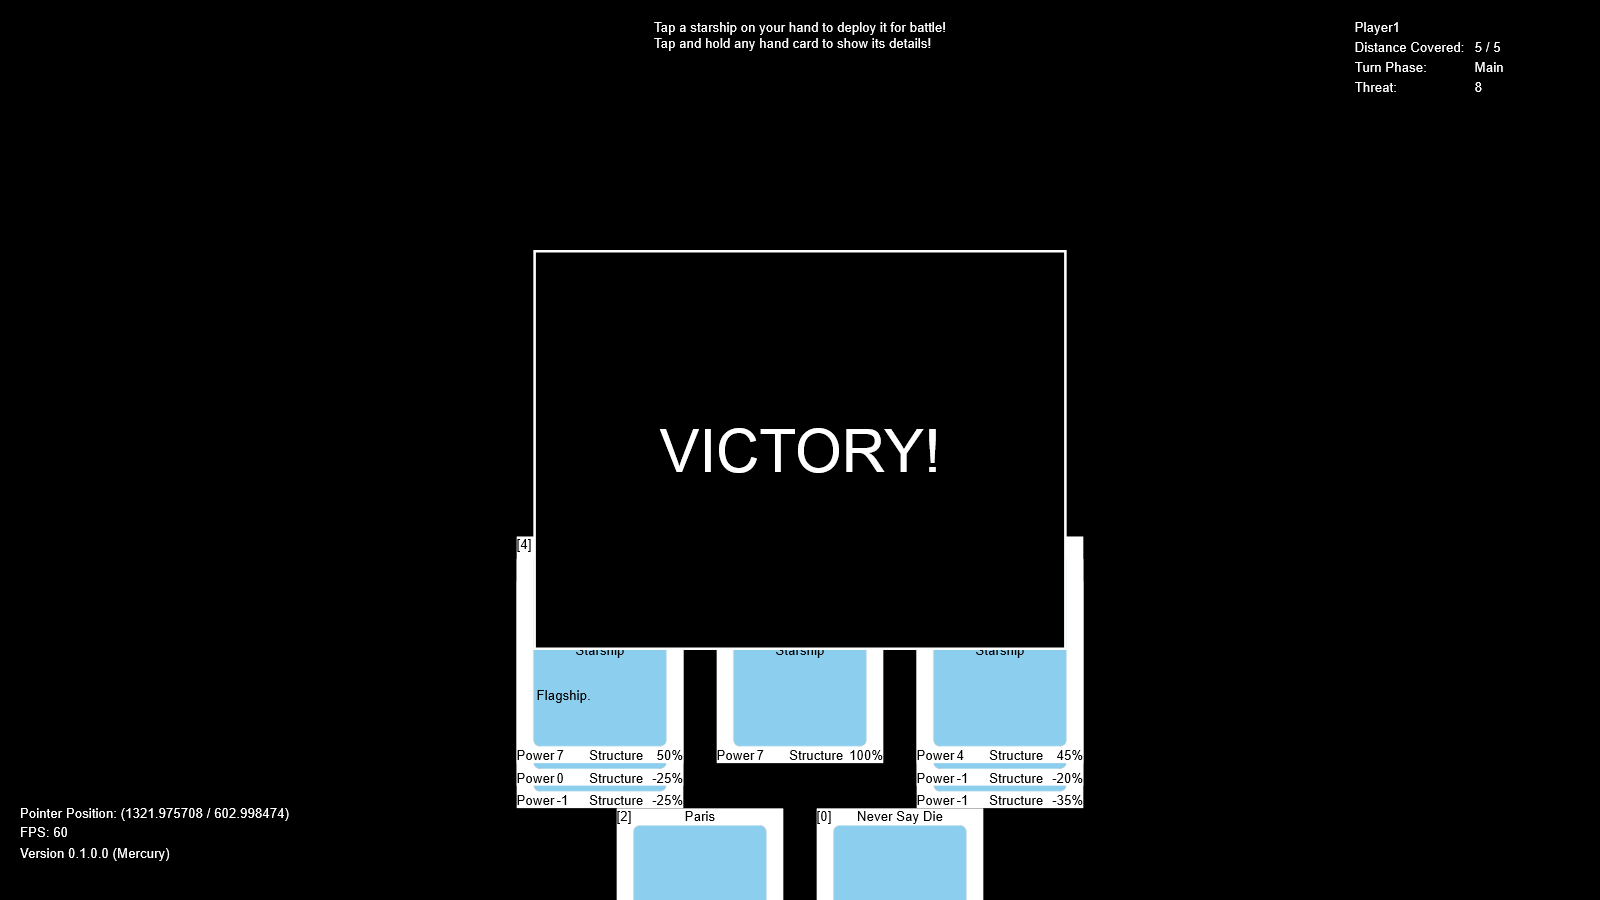 Tap a starship on your hand to deploy it for battle!
Tap and hold any hand card to show its details!
Player1
Distance Covered: 5 / 5
Turn Phase: Main
Threat: 8
VICTORY!
[4]
Starship
Starship
Starship
Flagship.
Power 7 Structure 50%
Power 7 Structure 100%
Power 4 Structure 45%
Power 0 Structure -25%
Power -1 Structure -20%
Power -1 Structure -25%
Power -1 Structure -35%
[2] Paris
[0] Never Say Die
Pointer Position: (1321.975708 / 602.998474)
FPS: 60
Version 0.1.0.0 (Mercury)